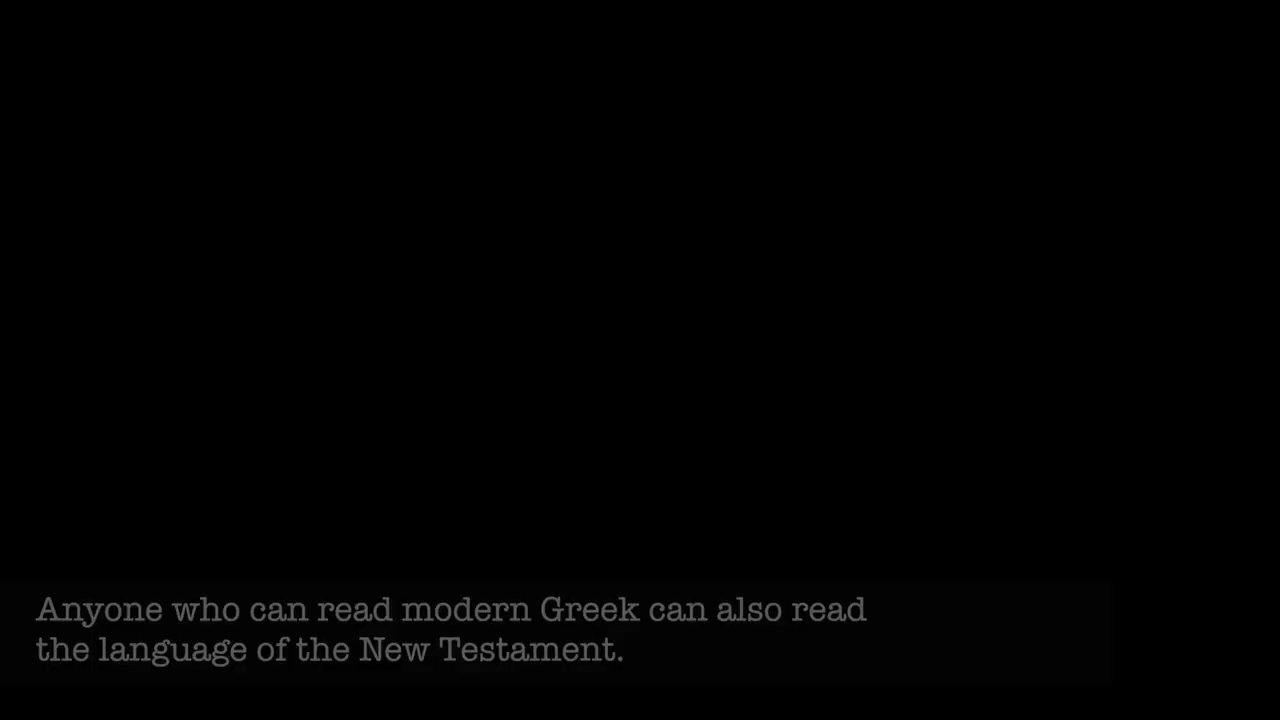 Anyone who can read modern Greek can also read
the language of the New Testament.